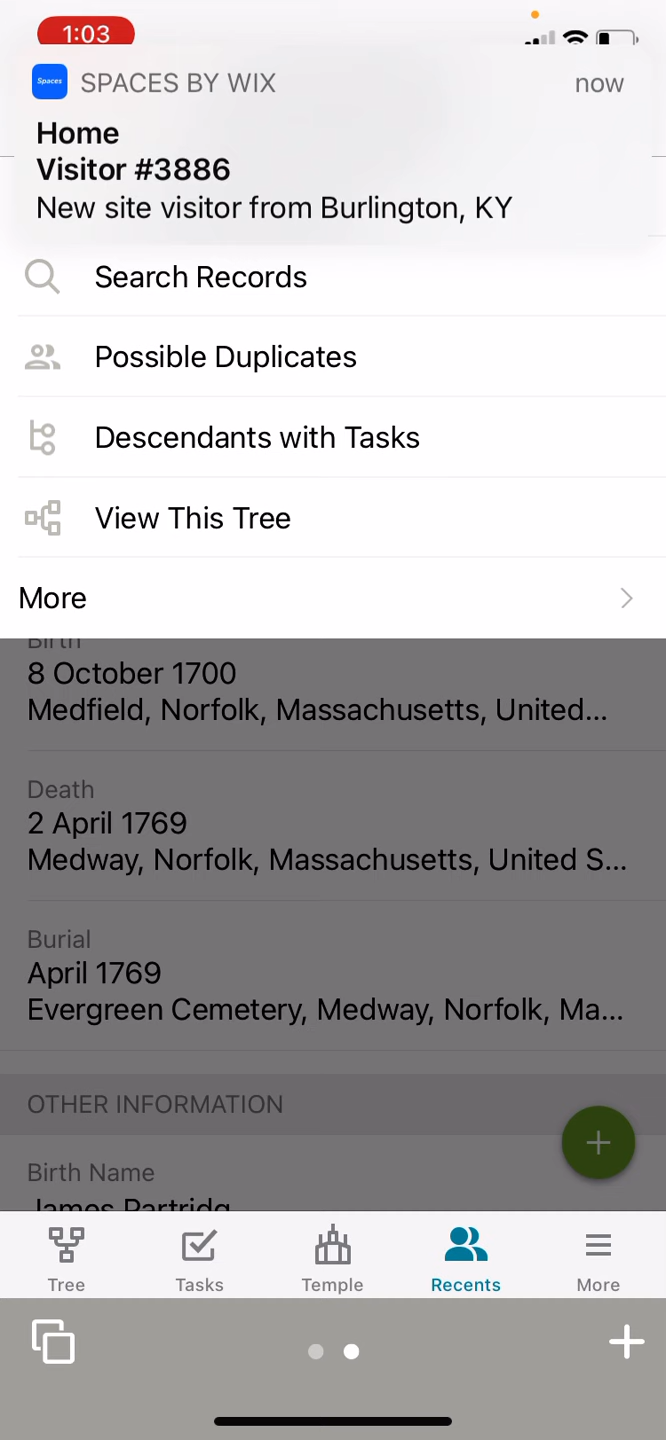 1:03
Spaces
SPACES BY WIX
now
Home
Visitor #3886
New site visitor from Burlington, KY
Search Records
Possible Duplicates
Descendants with Tasks
View This Tree
More
Birth
8 October 1700
Medfield, Norfolk, Massachusetts, United...
Death
2 April 1769
Medway, Norfolk, Massachusetts, United S...
Burial
April 1769
Evergreen Cemetery, Medway, Norfolk, Ma...
OTHER INFORMATION
Birth Name
James Partridg
Tree
Tasks
Temple
Recents
More